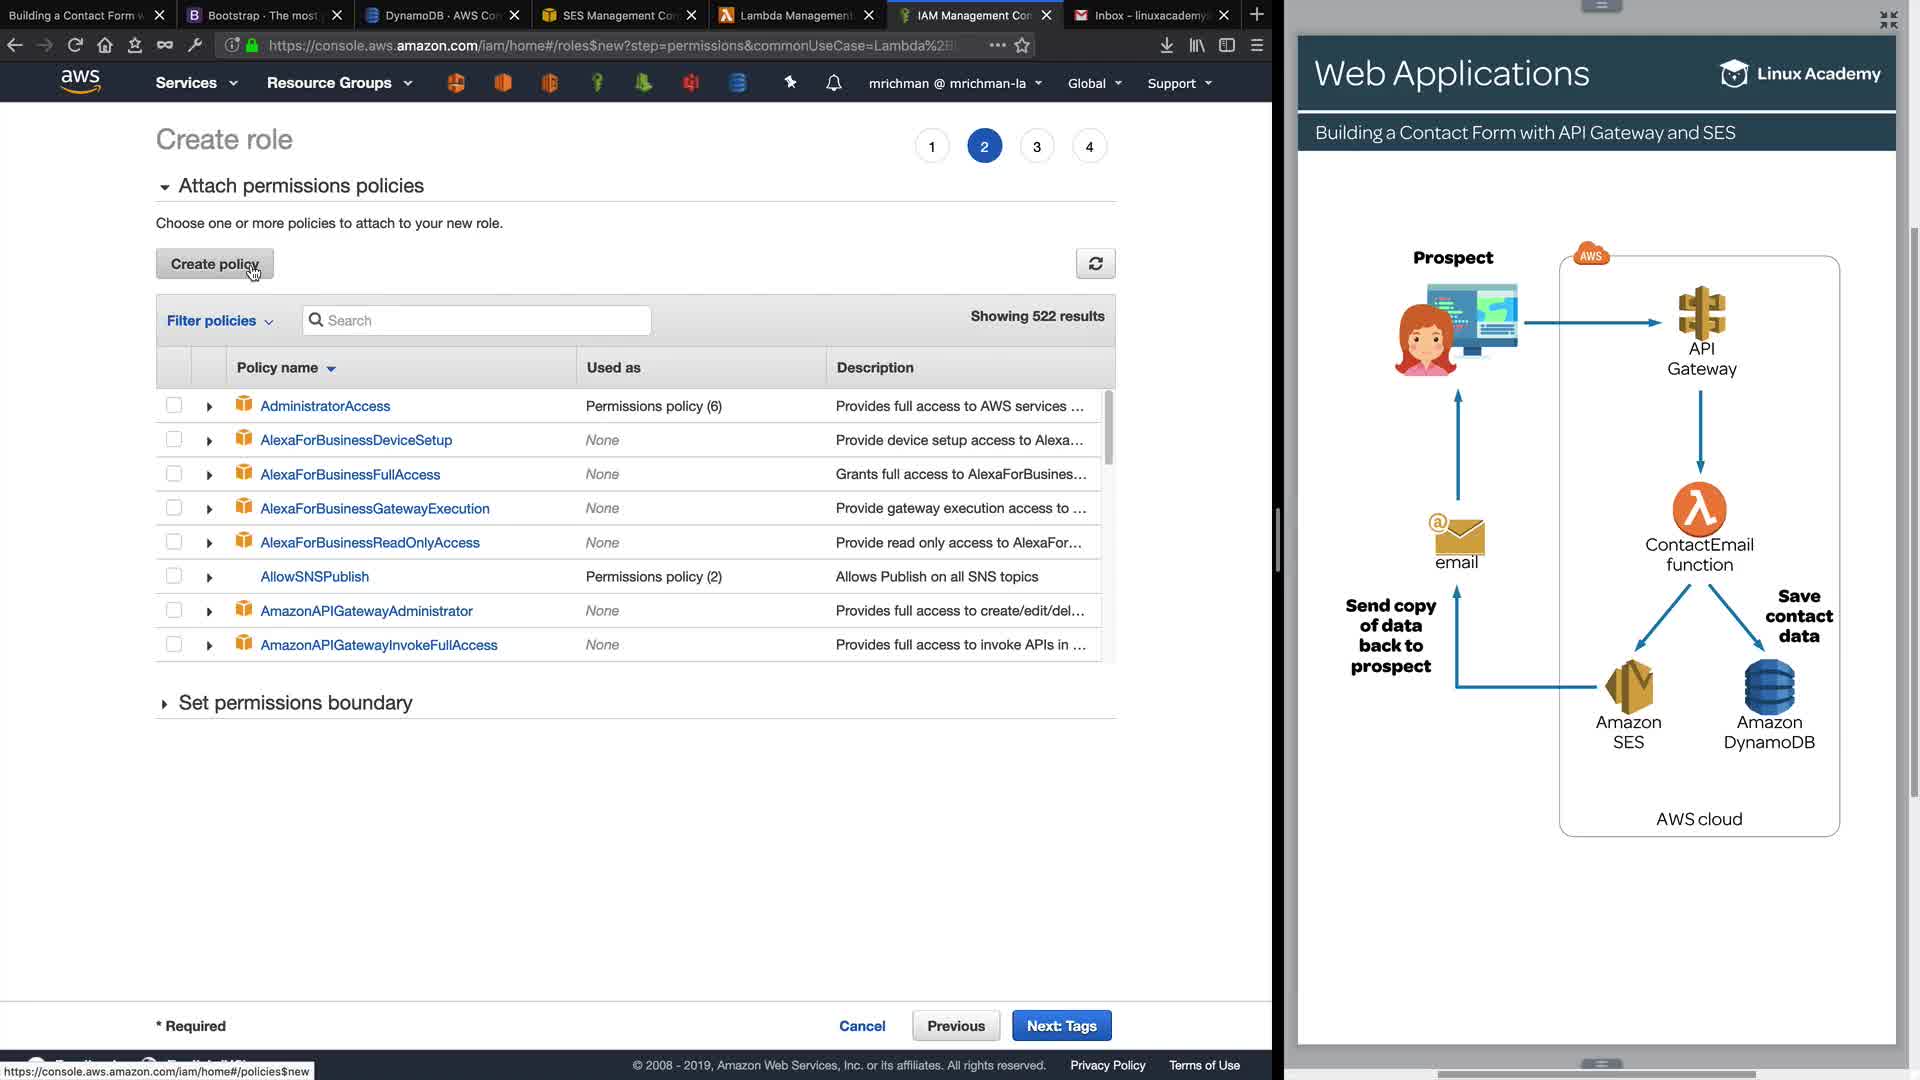 Building a Contact Form w
Bootstrap · The most
DynamoDB · AWS Con
SES Management Con
Lambda Management
IAM Management Con
Inbox – linuxacademy
https://console.aws.amazon.com/iam/home#/roles$new?step=permissions&commonUseCase=Lambda%2B
aws
Services
Resource Groups
mrichman @ mrichman-la
Global
Support
Create role
1
2
3
4
Attach permissions policies
Choose one or more policies to attach to your new role.
Create policy
Filter policies
Search
Showing 522 results
Policy name
Used as
Description
AdministratorAccess
Permissions policy (6)
Provides full access to AWS services ...
AlexaForBusinessDeviceSetup
None
Provide device setup access to Alexa...
AlexaForBusinessFullAccess
None
Grants full access to AlexaForBusines...
AlexaForBusinessGatewayExecution
None
Provide gateway execution access to ...
AlexaForBusinessReadOnlyAccess
None
Provide read only access to AlexaFor...
AllowSNSPublish
Permissions policy (2)
Allows Publish on all SNS topics
AmazonAPIGatewayAdministrator
None
Provides full access to create/edit/del...
AmazonAPIGatewayInvokeFullAccess
None
Provides full access to invoke APIs in ...
Set permissions boundary
* Required
Cancel
Previous
Next: Tags
© 2008 - 2019, Amazon Web Services, Inc. or its affiliates. All rights reserved.
Privacy Policy
Terms of Use
https://console.aws.amazon.com/iam/home#/policies$new
Web Applications
Linux Academy
Building a Contact Form with API Gateway and SES
Prospect
AWS
API
Gateway
ContactEmail
function
email
Send copy
of data
back to
prospect
Save
contact
data
Amazon
SES
Amazon
DynamoDB
AWS cloud